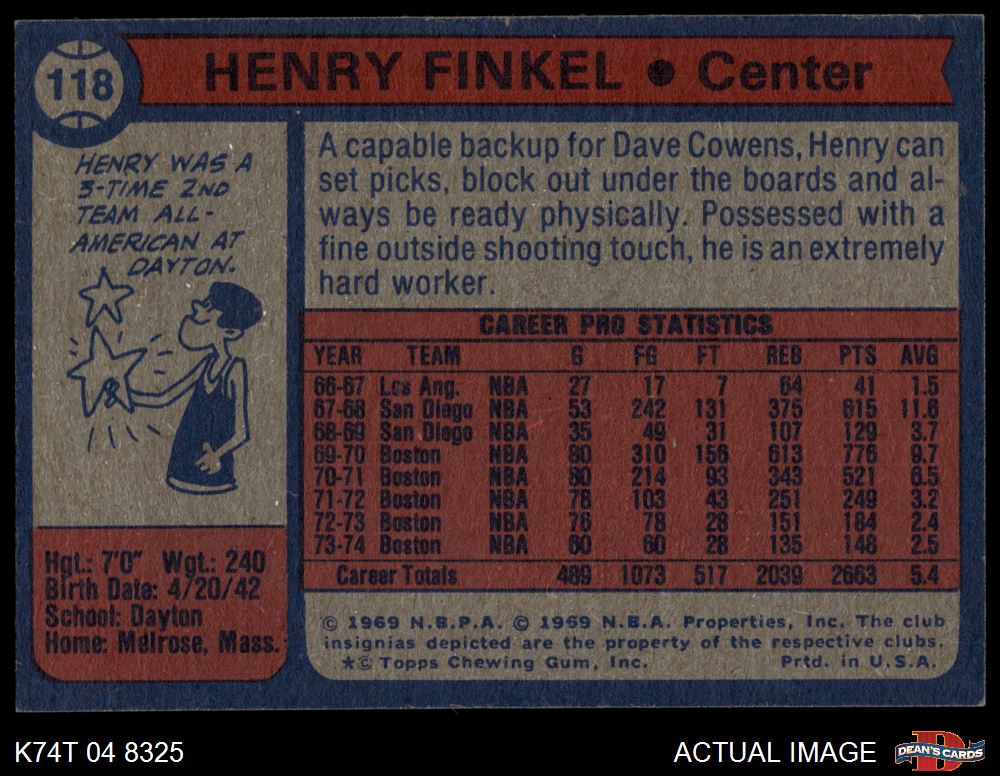 118
HENRY FINKEL ● Center
HENRY WAS A
3-TIME 2ND
TEAM ALL-
AMERICAN AT
DAYTON.
A capable backup for Dave Cowens, Henry can
set picks, block out under the boards and al-
ways be ready physically. Possessed with a
fine outside shooting touch, he is an extremely
hard worker.
CAREER PRO STATISTICS
YEAR TEAM G FG FT REB PTS AVG
66-67 Los Ang. NBA 27 17 7 64 41 1.5
67-68 San Diego NBA 53 242 131 375 615 11.6
68-69 San Diego NBA 35 49 31 107 129 3.7
69-70 Boston NBA 80 310 156 613 776 9.7
70-71 Boston NBA 80 214 93 343 521 6.5
71-72 Boston NBA 78 103 43 251 249 3.2
72-73 Boston NBA 76 78 28 151 184 2.4
73-74 Boston NBA 60 60 28 135 148 2.5
Career Totals 489 1073 517 2039 2663 5.4
Hgt.: 7'0" Wgt.: 240
Birth Date: 4/20/42
School: Dayton
Home: Melrose, Mass.
© 1969 N.B.P.A. © 1969 N.B.A. Properties, Inc. The club
insignias depicted are the property of the respective clubs.
*© Topps Chewing Gum, Inc. Prtd. in U.S.A.
K74T 04 8325
ACTUAL IMAGE
DEAN'S CARDS